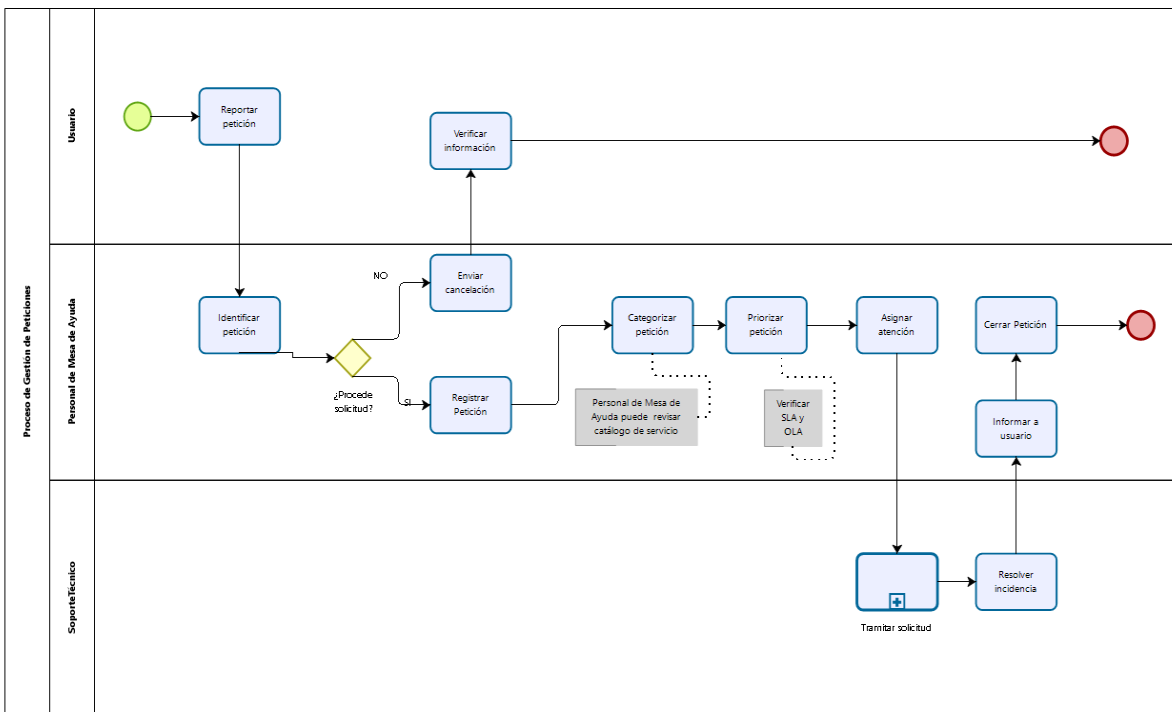 Proceso de Gestión de Peticiones
Usuario
Reportar
petición
Verificar
información
Personal de Mesa de Ayuda
Identificar
petición
¿Procede
solicitud?
NO
Enviar
cancelación
SI
Registrar
Petición
Categorizar
petición
Personal de Mesa de
Ayuda puede revisar
catálogo de servicio
Priorizar
petición
Verificar
SLA y
OLA
Asignar
atención
Cerrar Petición
Informar a
usuario
SoporteTecnico
Tramitar solicitud
Resolver
incidencia